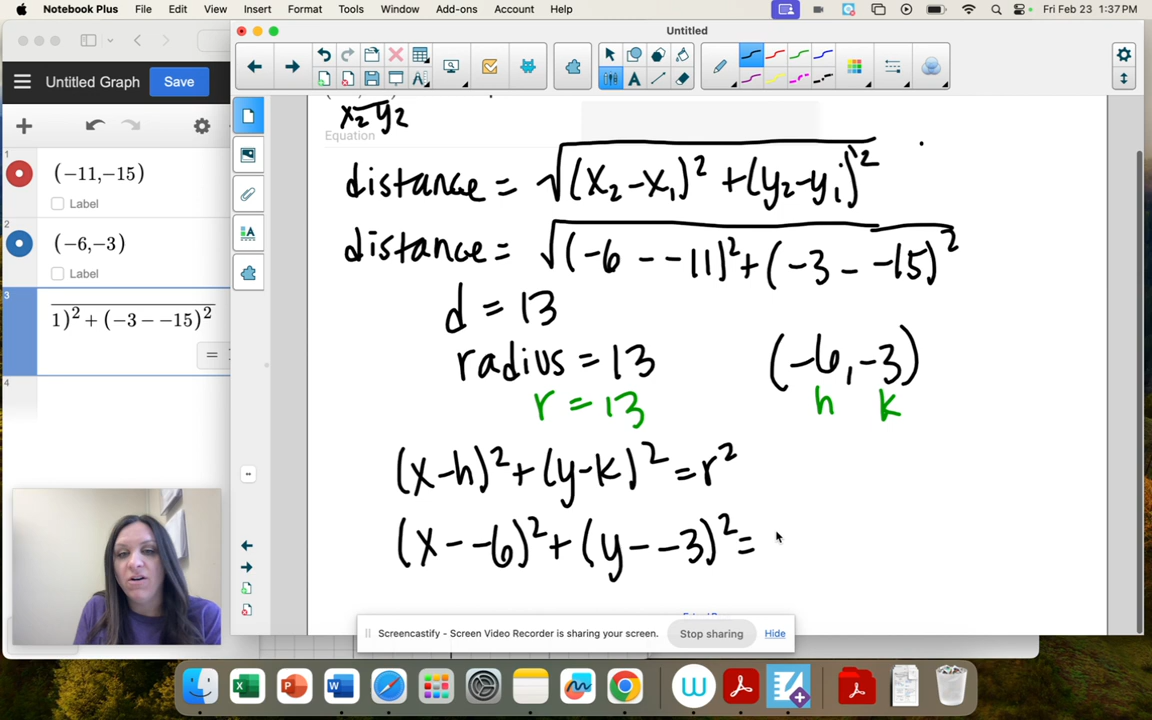 Notebook Plus File Edit View Insert Format Tools Window Add-ons Account Help Fri Feb 23 1:37 PM
Untitled
Untitled Graph Save
x₂ y₂
Equation
1
(−11,−15)
Label
2
(−6,−3)
Label
3
1)² + (−3 − −15)²
=
4
distance = √(x₂-x₁)² +(y₂-y₁)²
distance = √(-6 - -11)²+(-3 - -15)²
d = 13
radius = 13 (-6,-3)
r = 13 h k
(x-h)²+(y-k)²=r²
(x- -6)²+(y- -3)²=
Screencastify - Screen Video Recorder is sharing your screen. Stop sharing Hide